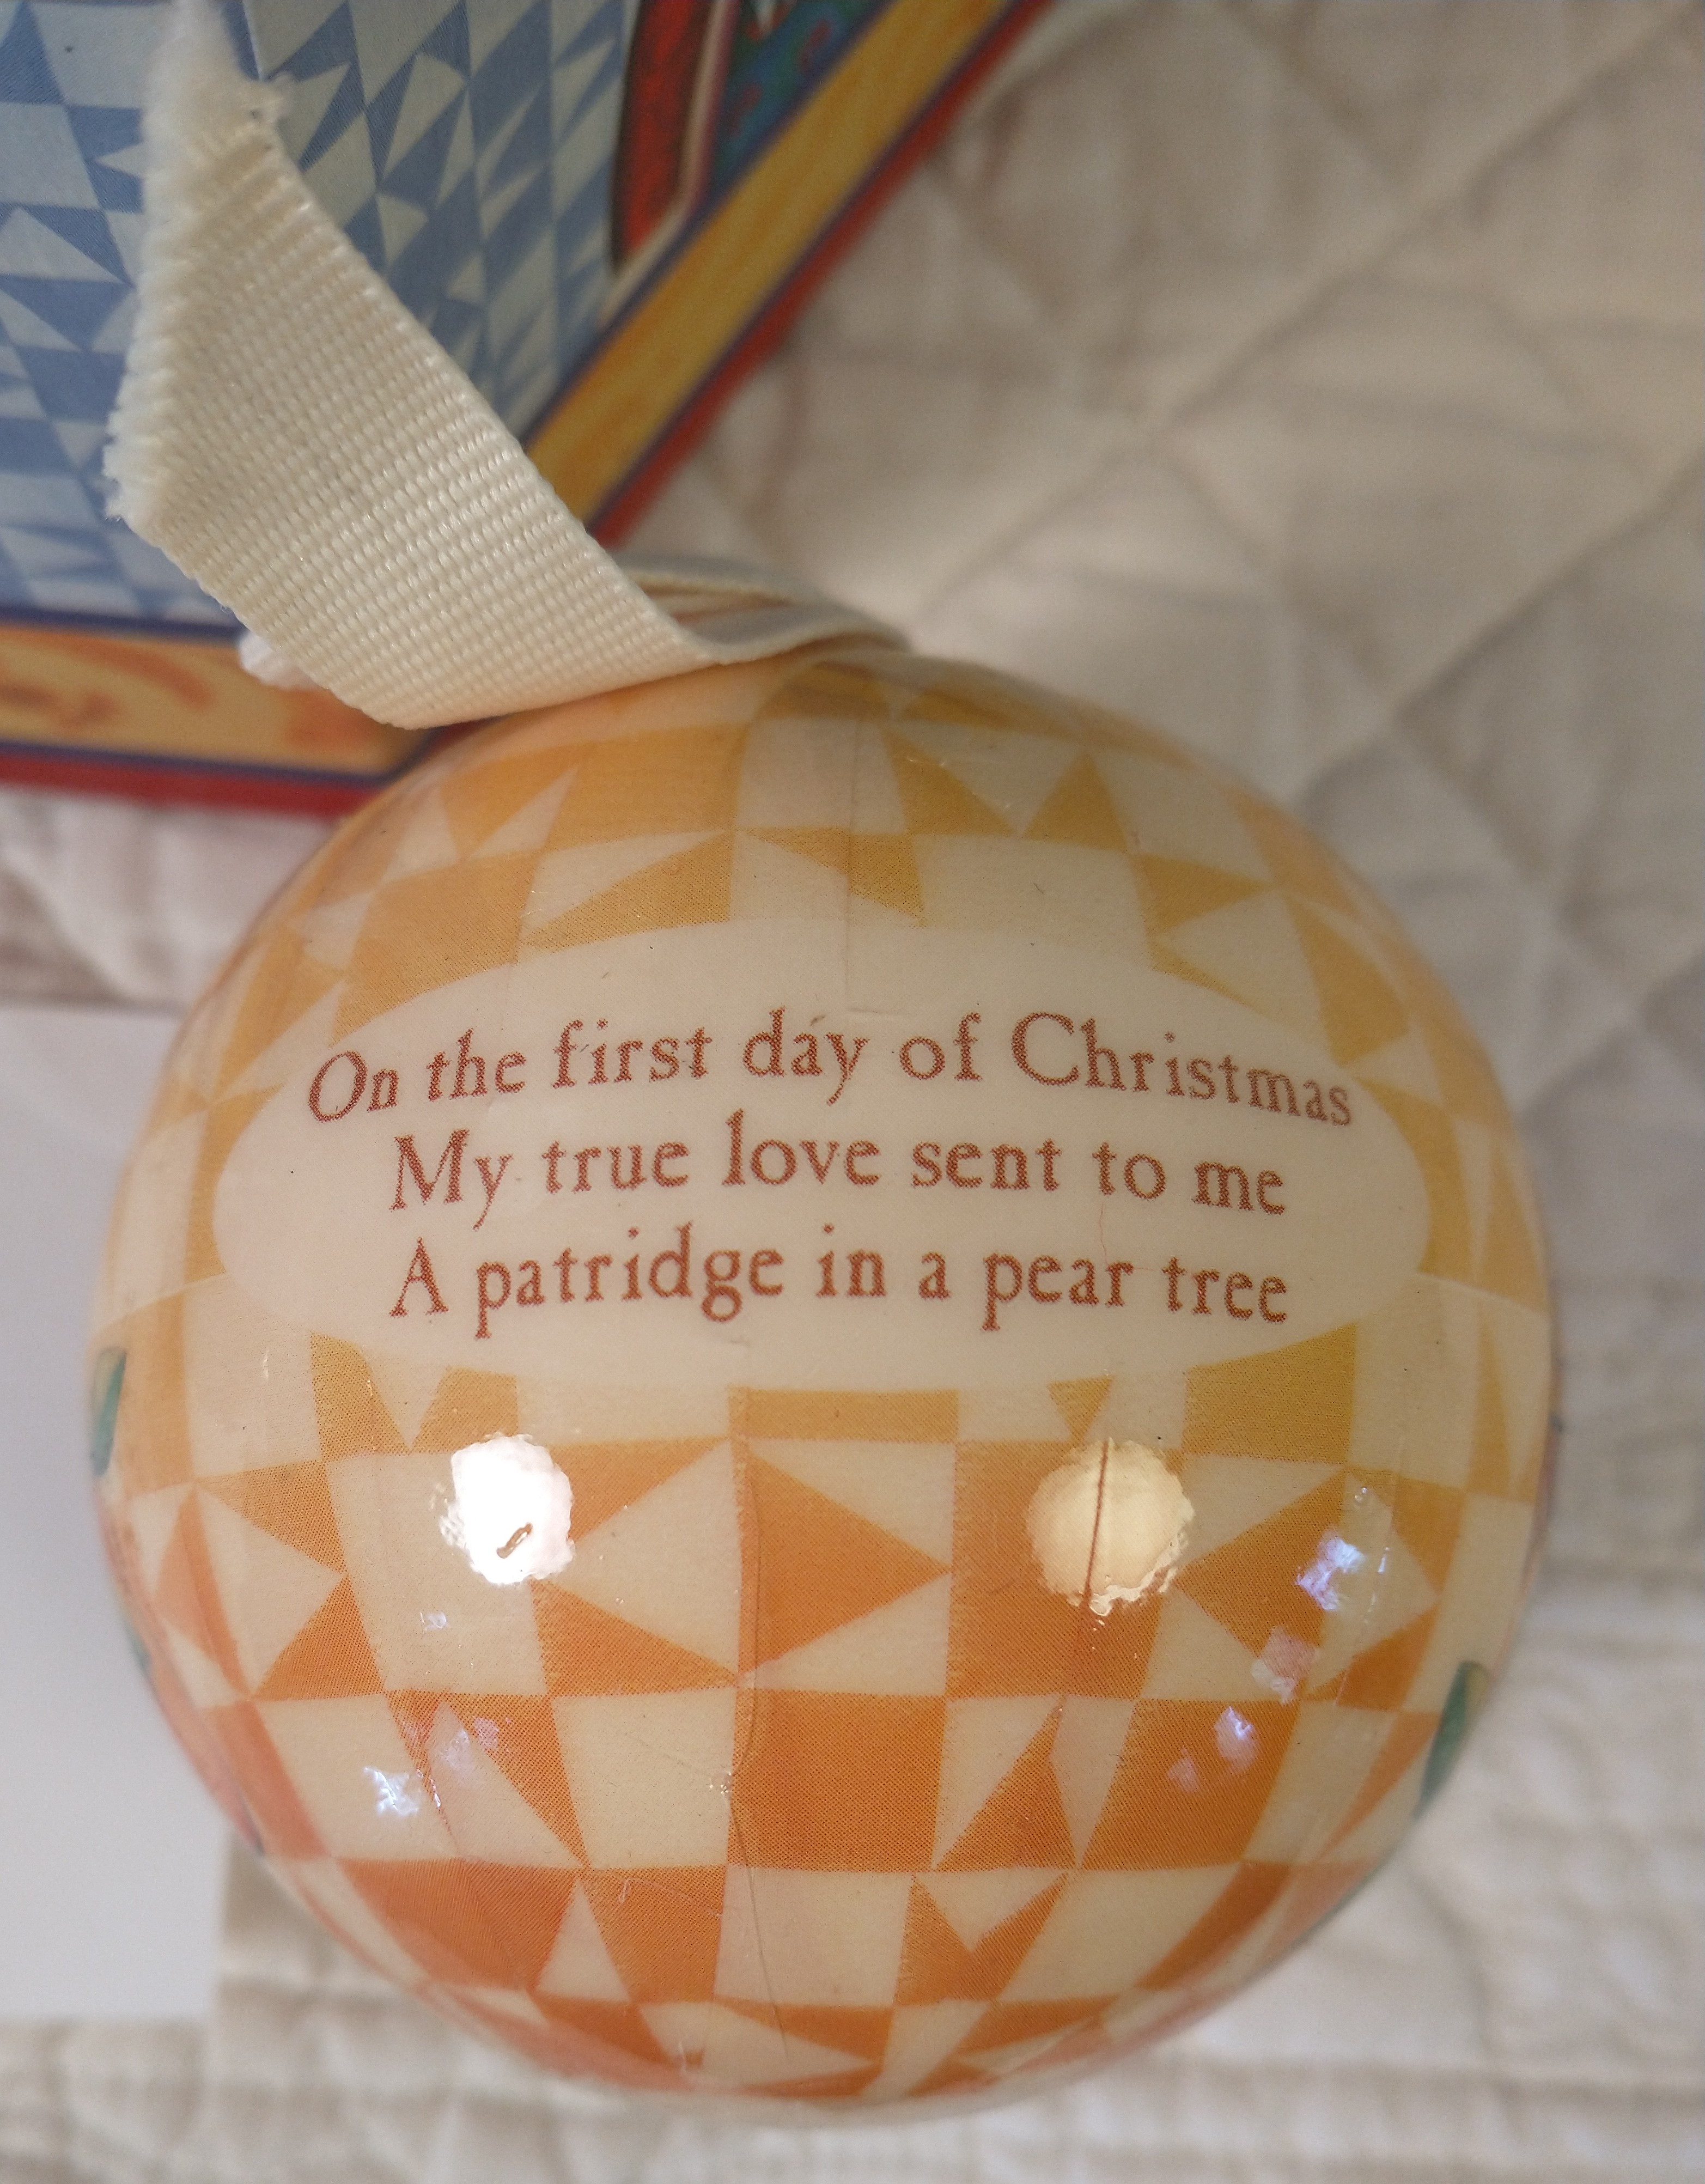 On the first day of Christmas
My true love sent to me
A patridge in a pear tree